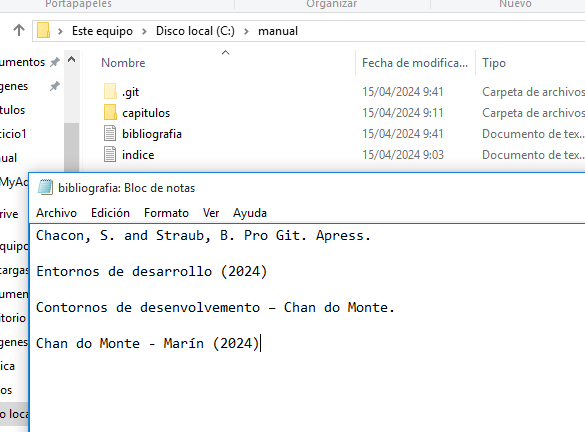 Portapapeles Organizar Nuevo
Este equipo > Disco local (C:) > manual
Nombre Fecha de modifica... Tipo
.git 15/04/2024 9:41 Carpeta de archivos
capitulos 15/04/2024 9:11 Carpeta de archivos
bibliografia 15/04/2024 9:41 Documento de tex...
indice 15/04/2024 9:03 Documento de tex...
umentos
genes
tulos
icio1
ual
MyAd
rive
equipo
cargas
umen
itorio
genes
ica
os
o loca
bibliografia: Bloc de notas
Archivo Edición Formato Ver Ayuda
Chacon, S. and Straub, B. Pro Git. Apress.
Entornos de desarrollo (2024)
Contornos de desenvolvemento – Chan do Monte.
Chan do Monte - Marín (2024)